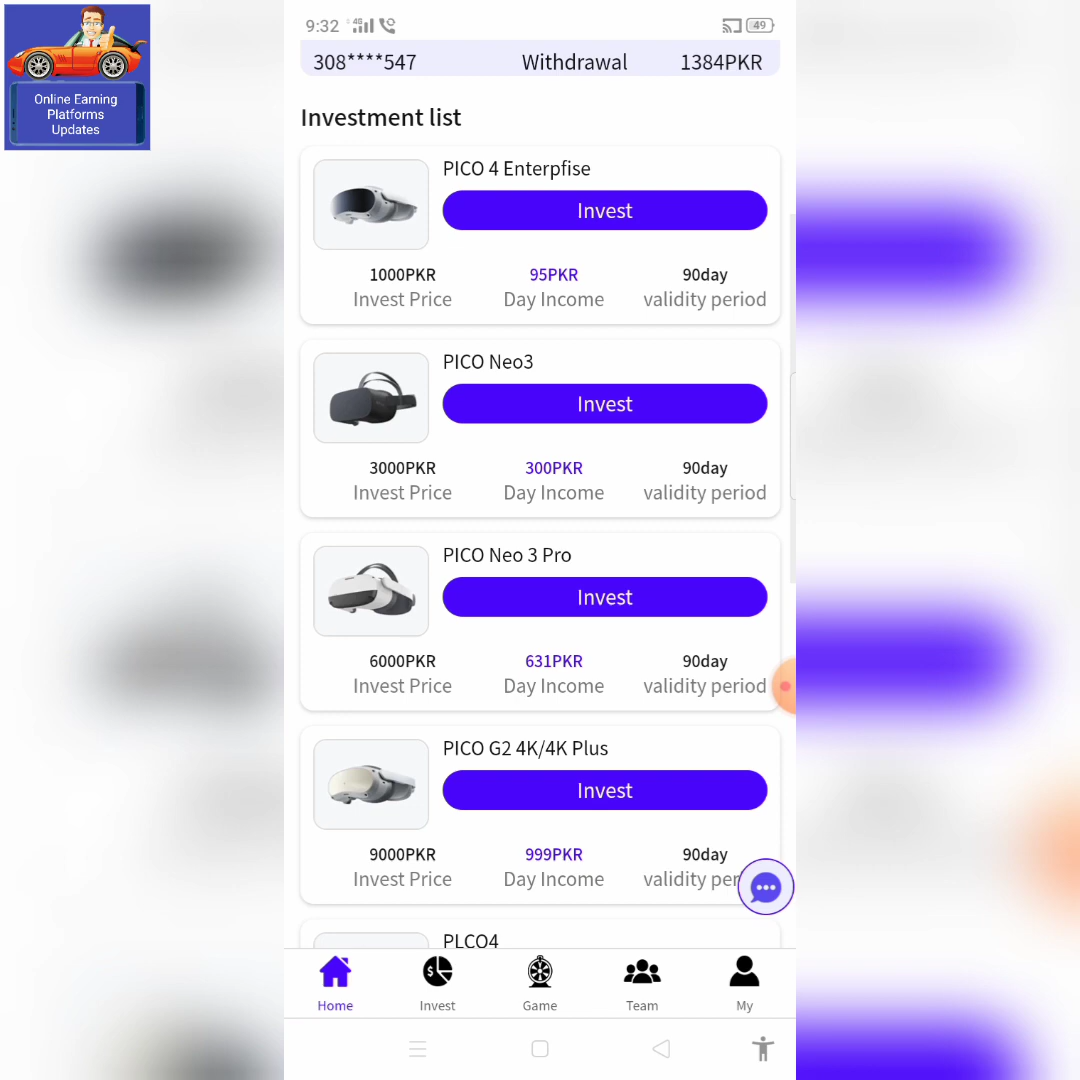 Online Earning
Platforms
Updates
9:32
4G
49
308****547 Withdrawal 1384PKR
Investment list
PICO 4 Enterpfise
Invest
1000PKR 95PKR 90day
Invest Price Day Income validity period
PICO Neo3
Invest
3000PKR 300PKR 90day
Invest Price Day Income validity period
PICO Neo 3 Pro
Invest
6000PKR 631PKR 90day
Invest Price Day Income validity period
PICO G2 4K/4K Plus
Invest
9000PKR 999PKR 90day
Invest Price Day Income validity per
PLCO4
Home Invest Game Team My